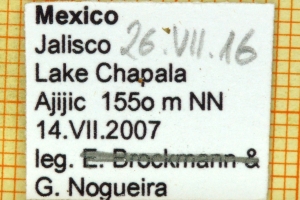 Mexico
Jalisco 26.VII.16
Lake Chapala
Ajijic 155o m NN
14.VII.2007
leg. E. Brockmann &
G. Nogueira